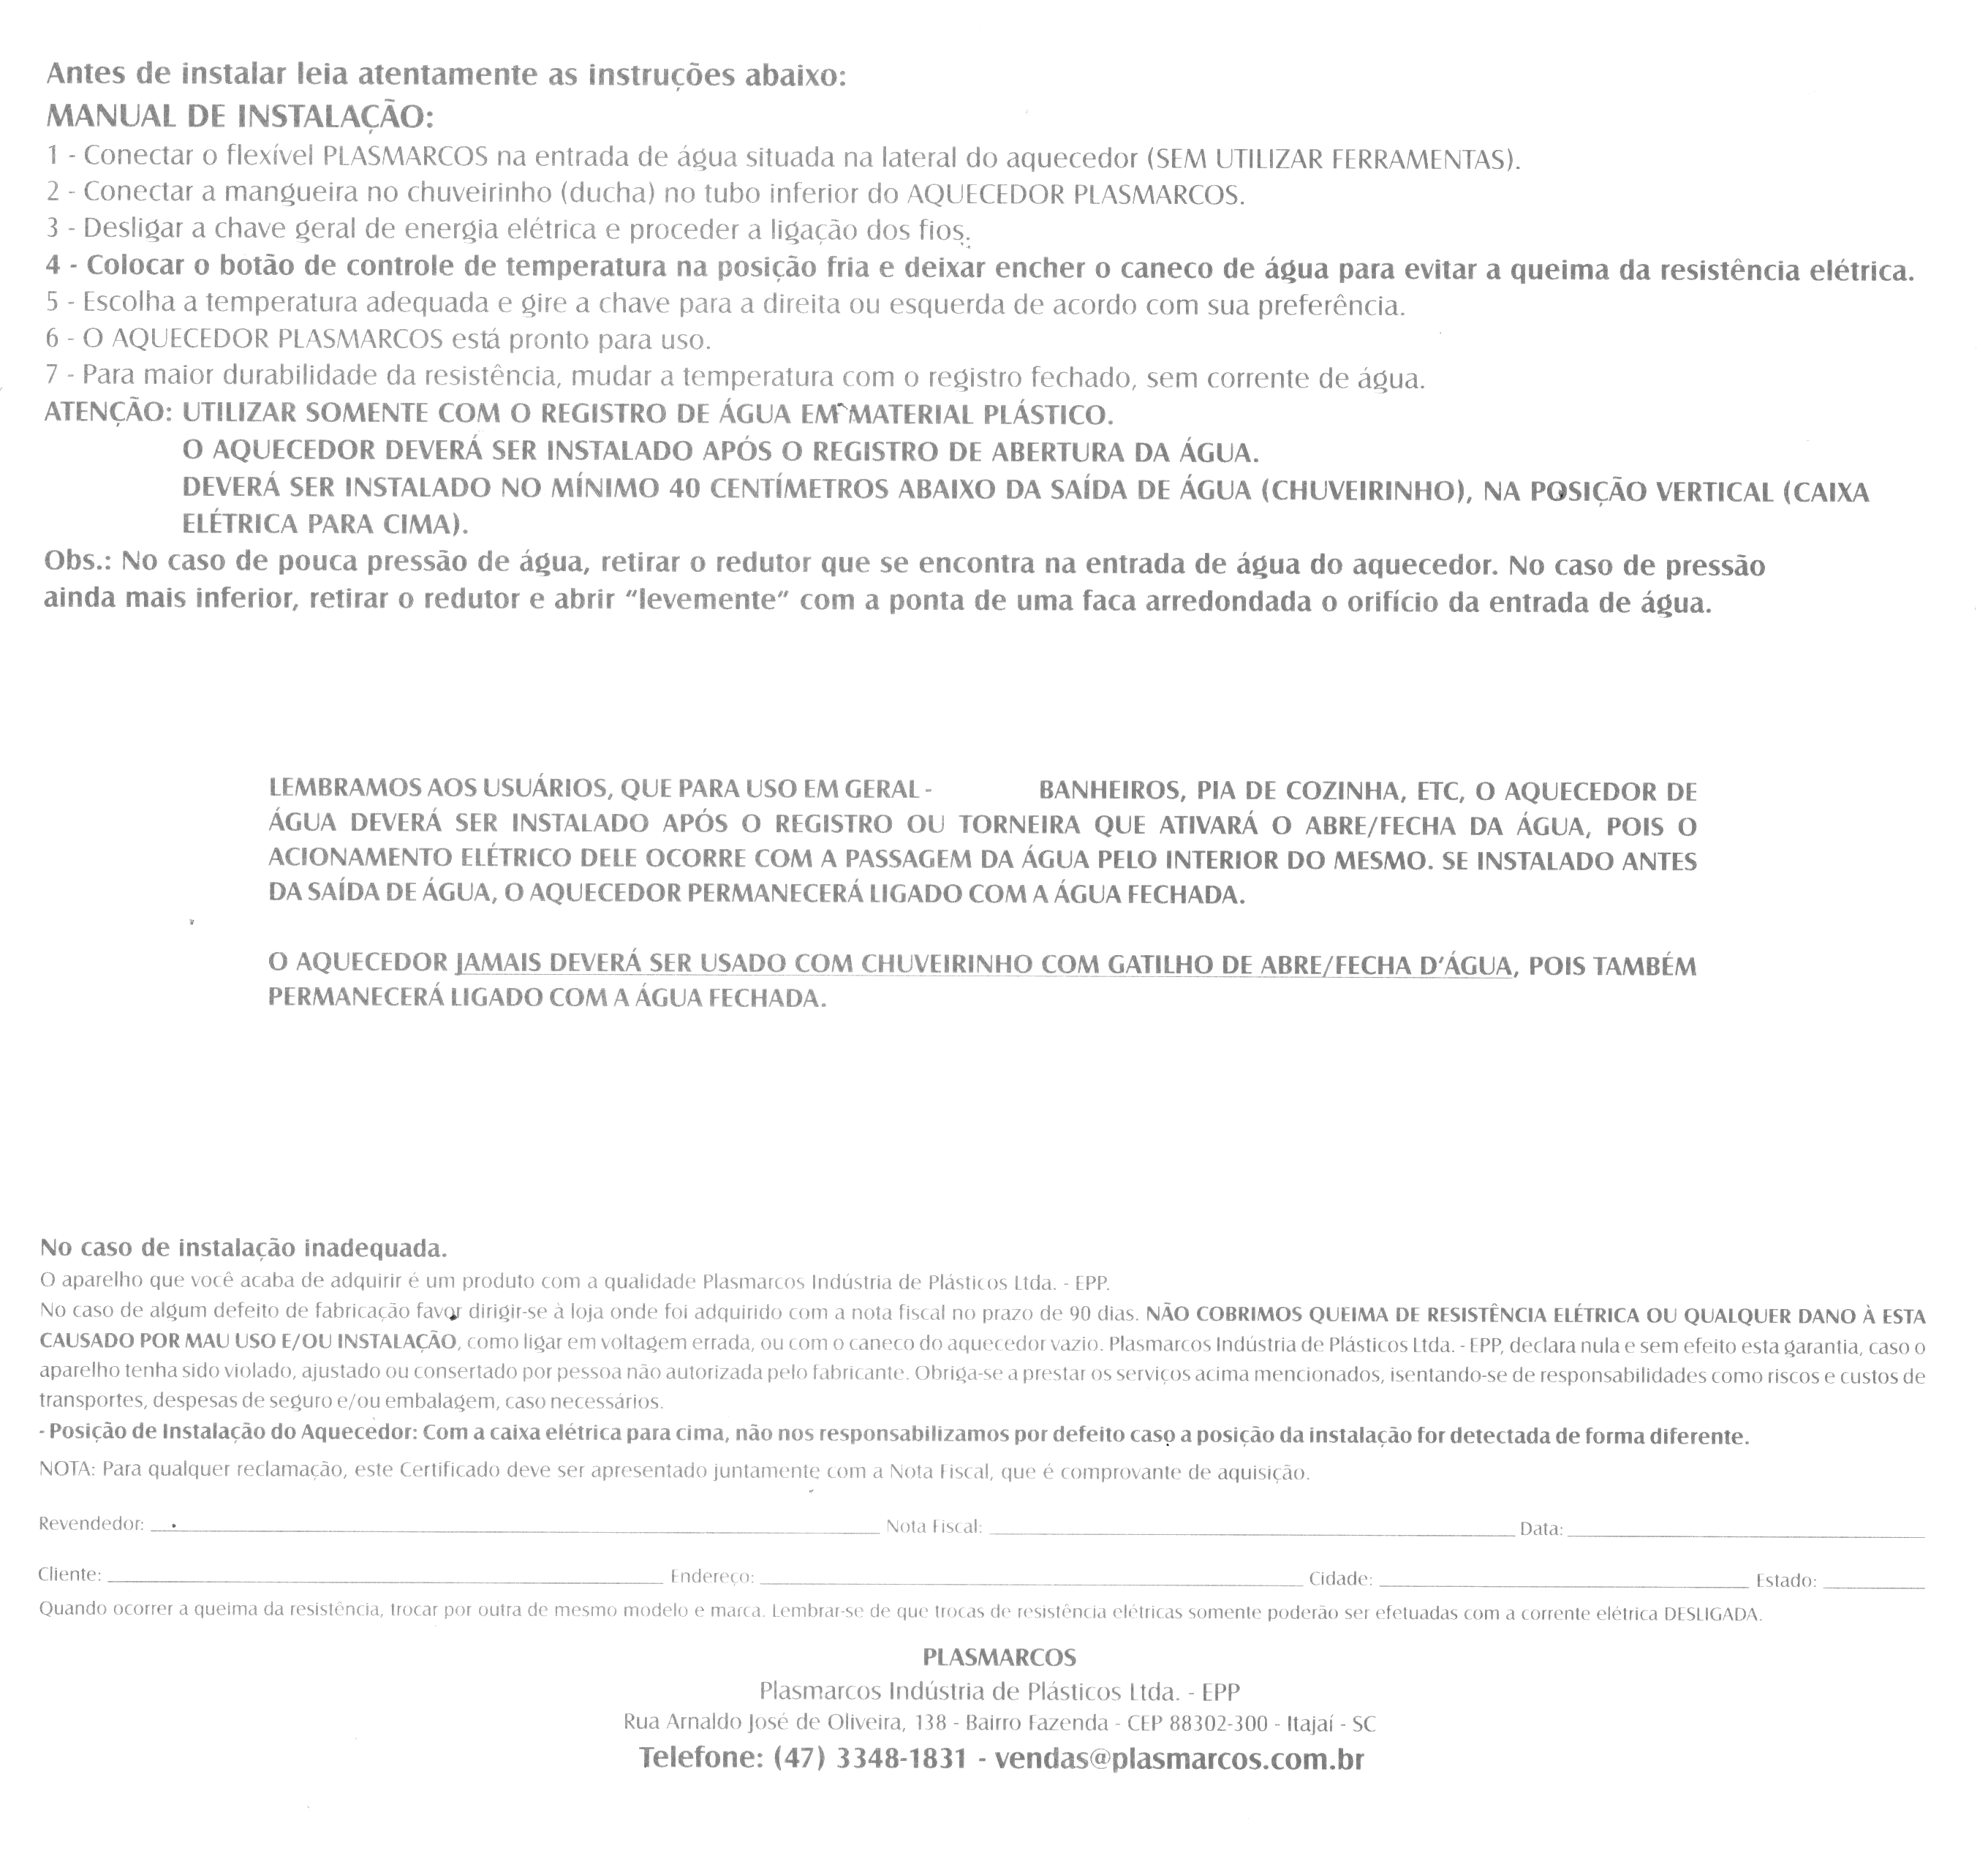 Antes de instalar leia atentamente as instruções abaixo:
MANUAL DE INSTALAÇÃO:
1 - Conectar o flexível PLASMARCOS na entrada de água situada na lateral do aquecedor (SEM UTILIZAR FERRAMENTAS).
2 - Conectar a mangueira no chuveirinho (ducha) no tubo inferior do AQUECEDOR PLASMARCOS.
3 - Desligar a chave geral de energia elétrica e proceder a ligação dos fios.
4 - Colocar o botão de controle de temperatura na posição fria e deixar encher o caneco de água para evitar a queima da resistência elétrica.
5 - Escolha a temperatura adequada e gire a chave para a direita ou esquerda de acordo com sua preferência.
6 - O AQUECEDOR PLASMARCOS está pronto para uso.
7 - Para maior durabilidade da resistência, mudar a temperatura com o registro fechado, sem corrente de água.
ATENÇÃO: UTILIZAR SOMENTE COM O REGISTRO DE ÁGUA EM MATERIAL PLÁSTICO.
O AQUECEDOR DEVERÁ SER INSTALADO APÓS O REGISTRO DE ABERTURA DA ÁGUA.
DEVERÁ SER INSTALADO NO MÍNIMO 40 CENTÍMETROS ABAIXO DA SAÍDA DE ÁGUA (CHUVEIRINHO), NA POSIÇÃO VERTICAL (CAIXA
ELÉTRICA PARA CIMA).
Obs.: No caso de pouca pressão de água, retirar o redutor que se encontra na entrada de água do aquecedor. No caso de pressão
ainda mais inferior, retirar o redutor e abrir "levemente" com a ponta de uma faca arredondada o orifício da entrada de água.
LEMBRAMOS AOS USUÁRIOS, QUE PARA USO EM GERAL - BANHEIROS, PIA DE COZINHA, ETC, O AQUECEDOR DE
ÁGUA DEVERÁ SER INSTALADO APÓS O REGISTRO OU TORNEIRA QUE ATIVARÁ O ABRE/FECHA DA ÁGUA, POIS O
ACIONAMENTO ELÉTRICO DELE OCORRE COM A PASSAGEM DA ÁGUA PELO INTERIOR DO MESMO. SE INSTALADO ANTES
DA SAÍDA DE ÁGUA, O AQUECEDOR PERMANECERÁ LIGADO COM A ÁGUA FECHADA.
O AQUECEDOR JAMAIS DEVERÁ SER USADO COM CHUVEIRINHO COM GATILHO DE ABRE/FECHA D'ÁGUA, POIS TAMBÉM
PERMANECERÁ LIGADO COM A ÁGUA FECHADA.
No caso de instalação inadequada.
O aparelho que você acaba de adquirir é um produto com a qualidade Plasmarcos Indústria de Plásticos Ltda. - EPP.
No caso de algum defeito de fabricação favor dirigir-se à loja onde foi adquirido com a nota fiscal no prazo de 90 dias. NÃO COBRIMOS QUEIMA DE RESISTÊNCIA ELÉTRICA OU QUALQUER DANO À ESTA
CAUSADO POR MAU USO E/OU INSTALAÇÃO, como ligar em voltagem errada, ou com o caneco do aquecedor vazio. Plasmarcos Indústria de Plásticos Ltda. - EPP, declara nula e sem efeito esta garantia, caso o
aparelho tenha sido violado, ajustado ou consertado por pessoa não autorizada pelo fabricante. Obriga-se a prestar os serviços acima mencionados, isentando-se de responsabilidades como riscos e custos de
transportes, despesas de seguro e/ou embalagem, caso necessários.
- Posição de Instalação do Aquecedor: Com a caixa elétrica para cima, não nos responsabilizamos por defeito caso a posição da instalação for detectada de forma diferente.
NOTA: Para qualquer reclamação, este Certificado deve ser apresentado juntamente com a Nota Fiscal, que é comprovante de aquisição.
Revendedor: Nota Fiscal: Data:
Cliente: Endereço: Cidade: Estado:
Quando ocorrer a queima da resistência, trocar por outra de mesmo modelo e marca. Lembrar-se de que trocas de resistência elétricas somente poderão ser efetuadas com a corrente elétrica DESLIGADA.
PLASMARCOS
Plasmarcos Indústria de Plásticos Ltda. - EPP
Rua Arnaldo José de Oliveira, 138 - Bairro Fazenda - CEP 88302-300 - Itajaí - SC
Telefone: (47) 3348-1831 - vendas@plasmarcos.com.br